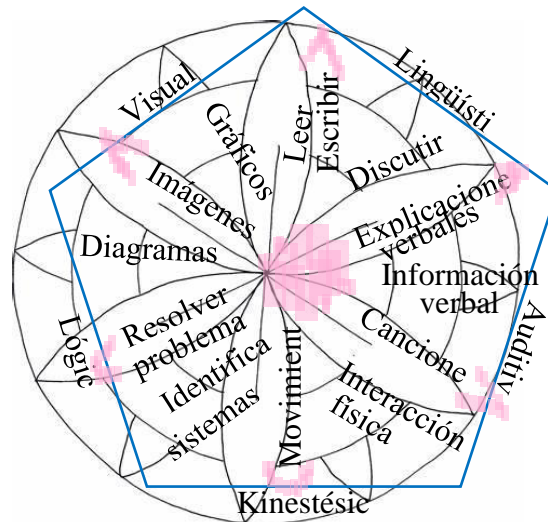 Visual
Lingüísti
Gráficos
Leer
Escribir
Discutir
Imágenes
Explicacione
verbales
Diagramas
Información
verbal
Resolver
problema
Cancione
Auditiv
Lógic
Identifica
sistemas
Movimient
Interacción
física
Kinestésic